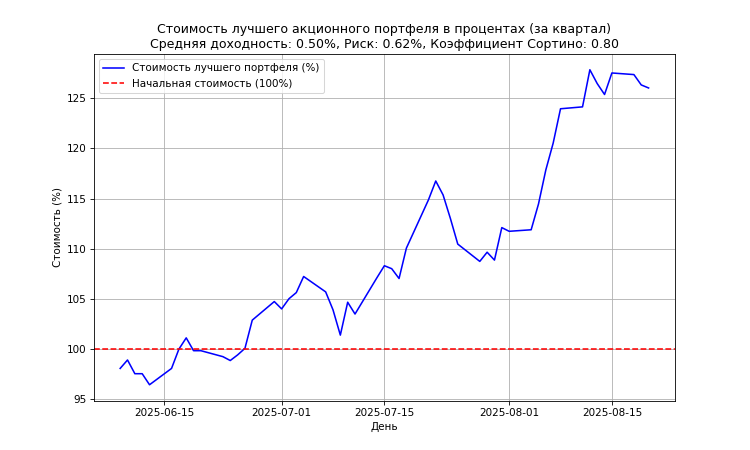 Стоимость лучшего акционного портфеля в процентах (за квартал)
Средняя доходность: 0.50%, Риск: 0.62%, Коэффициент Сортино: 0.80
Стоимость лучшего портфеля (%)
Начальная стоимость (100%)
Стоимость (%)
125
120
115
110
105
100
95
2025-06-15
2025-07-01
2025-07-15
2025-08-01
2025-08-15
День